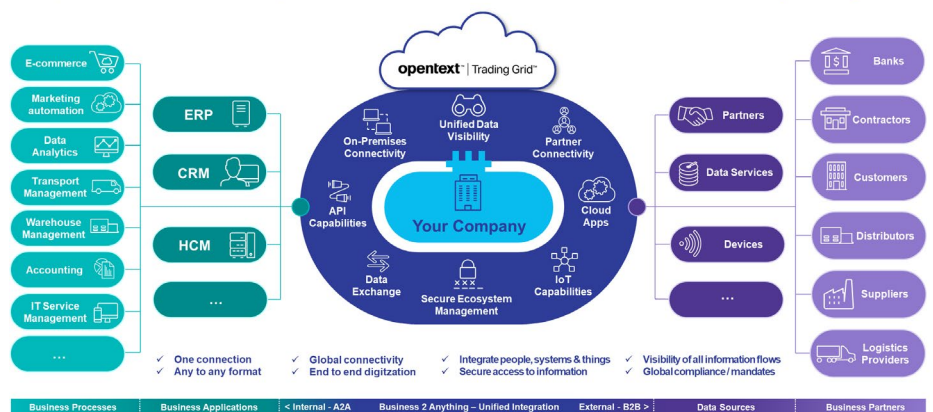 opentext™ | Trading Grid™
E-commerce
Marketing
automation
Data
Analytics
Transport
Management
Warehouse
Management
Accounting
IT Service
Management
...
ERP
CRM
HCM
...
On-Premises
Connectivity
Unified Data
Visibility
Partner
Connectivity
API
Capabilities
Your Company
Cloud
Apps
Data
Exchange
Secure Ecosystem
Management
IoT
Capabilities
Partners
Data Services
Devices
...
Banks
Contractors
Customers
Distributors
Suppliers
Logistics
Providers
✓ One connection
✓ Any to any format
✓ Global connectivity
✓ End to end digitzation
✓ Integrate people, systems & things
✓ Secure access to information
✓ Visibility of all information flows
✓ Global compliance / mandates
Business Processes
Business Applications
< Internal - A2A
Business 2 Anything – Unified Integration
External - B2B >
Data Sources
Business Partners